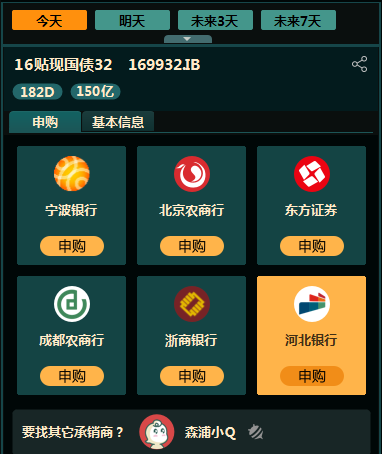 今天 明天 未来3天 未来7天
16贴现国债32 169932.IB
182D 150亿
申购 基本信息
宁波银行 北京农商行 东方证券
申购 申购 申购
成都农商行 浙商银行 河北银行
申购 申购 申购
要找其它承销商？ 森浦小Q